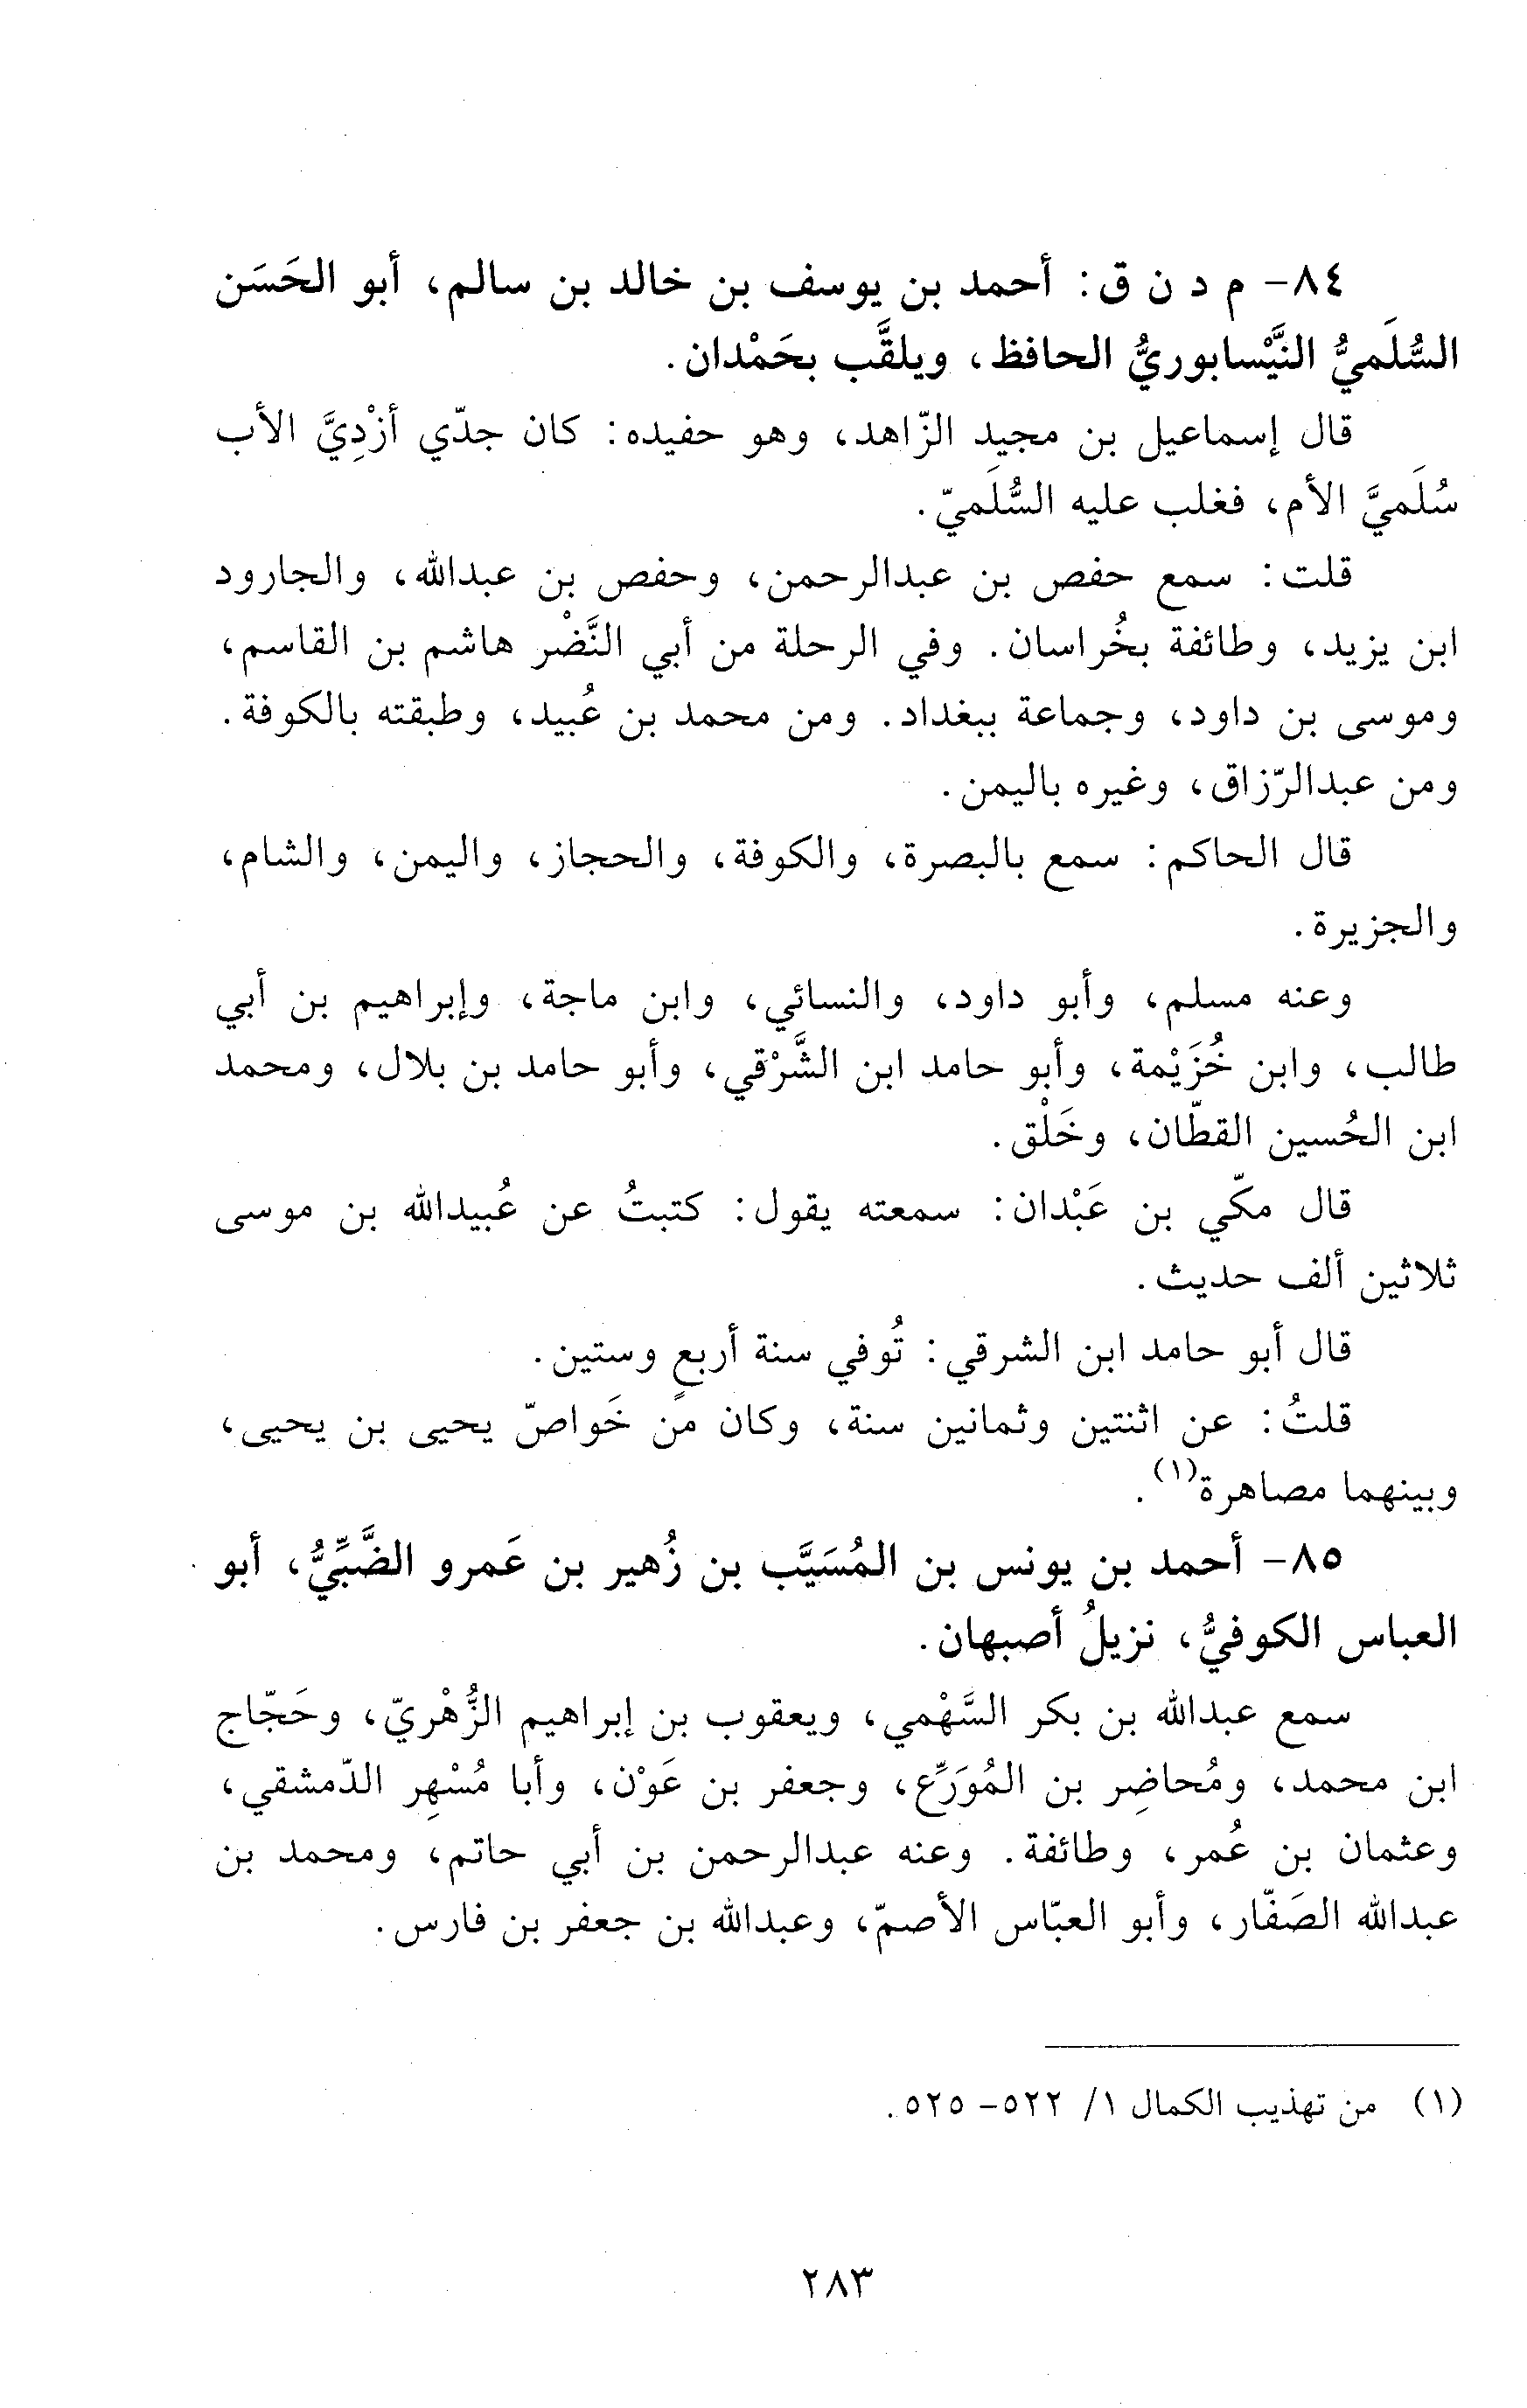 ٨٤- م د ن ق: أحمد بن يوسف بن خالد بن سالم، أبو الحَسَن
السُّلَميُّ النَّيْسابوريُّ الحافظ، ويلقَّب بحَمْدان.
قال إسماعيل بن مجيد الزّاهد، وهو حفيده: كان جدّي أزْدِيَّ الأب
سُلَميَّ الأم، فغلب عليه السُّلَميّ.
قلت: سمع حفص بن عبدالرحمن، وحفص بن عبدالله، والجارود
ابن يزيد، وطائفة بخُراسان. وفي الرحلة من أبي النَّضْر هاشم بن القاسم،
وموسى بن داود، وجماعة ببغداد. ومن محمد بن عُبيد، وطبقته بالكوفة.
ومن عبدالرّزاق، وغيره باليمن.
قال الحاكم: سمع بالبصرة، والكوفة، والحجاز، واليمن، والشام،
والجزيرة.
وعنه مسلم، وأبو داود، والنسائي، وابن ماجة، وإبراهيم بن أبي
طالب، وابن خُزَيْمة، وأبو حامد ابن الشَّرْقي، وأبو حامد بن بلال، ومحمد
ابن الحُسين القطّان، وخَلْق.
قال مكّي بن عَبْدان: سمعته يقول: كتبتُ عن عُبيدالله بن موسى
ثلاثين ألف حديث.
قال أبو حامد ابن الشرقي: تُوفي سنة أربعٍ وستين.
قلتُ: عن اثنتين وثمانين سنة، وكان من خَواصّ يحيى بن يحيى،
وبينهما مصاهرة(١).
٨٥- أحمد بن يونس بن المُسَيَّب بن زُهير بن عَمرو الضَّبِّيُّ، أبو
العباس الكوفيُّ، نزيلُ أصبهان.
سمع عبدالله بن بكر السَّهْمي، ويعقوب بن إبراهيم الزُّهْريّ، وحَجّاج
ابن محمد، ومُحاضِر بن المُوَرِّع، وجعفر بن عَوْن، وأبا مُسْهِر الدّمشقي،
وعثمان بن عُمر، وطائفة. وعنه عبدالرحمن بن أبي حاتم، ومحمد بن
عبدالله الصَفّار، وأبو العبّاس الأصمّ، وعبدالله بن جعفر بن فارس.
(١) من تهذيب الكمال ١/ ٥٢٢- ٥٢٥.
٢٨٣